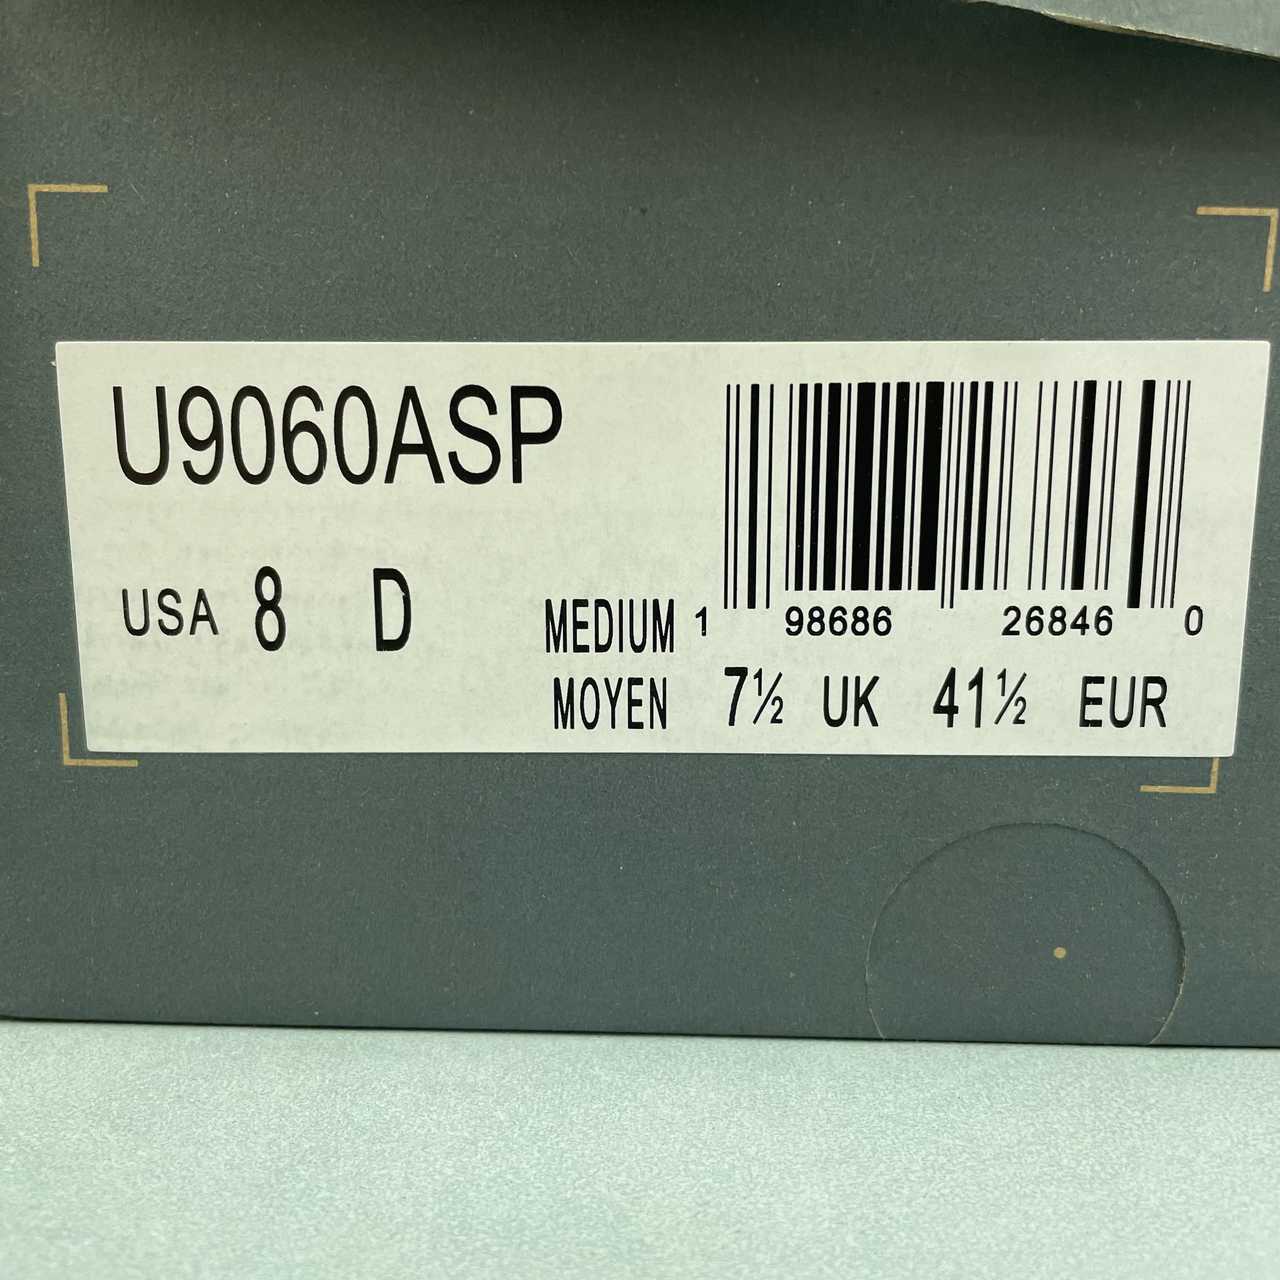 U9060ASP
USA 8 D MEDIUM 1 98686 26846 0
MOYEN 7½ UK 41½ EUR